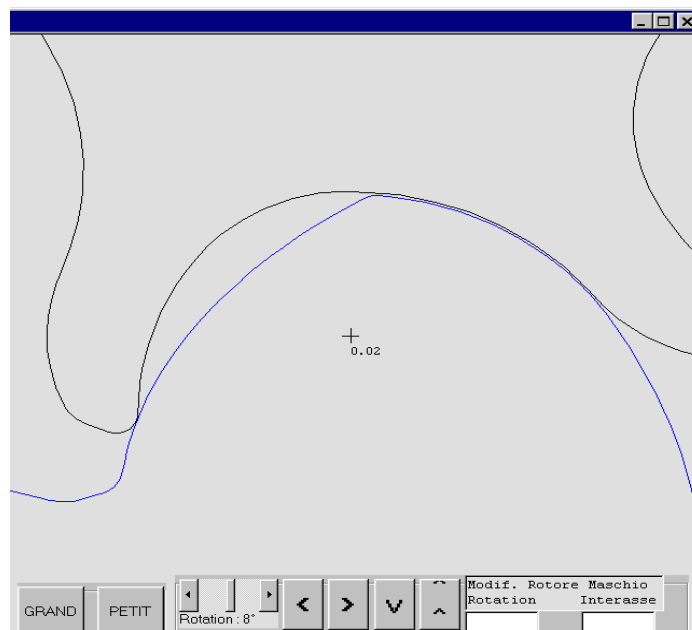 0.02
GRAND
PETIT
Rotation : 8°
< > v ^
Modif. Rotore Maschio
Rotation Interasse